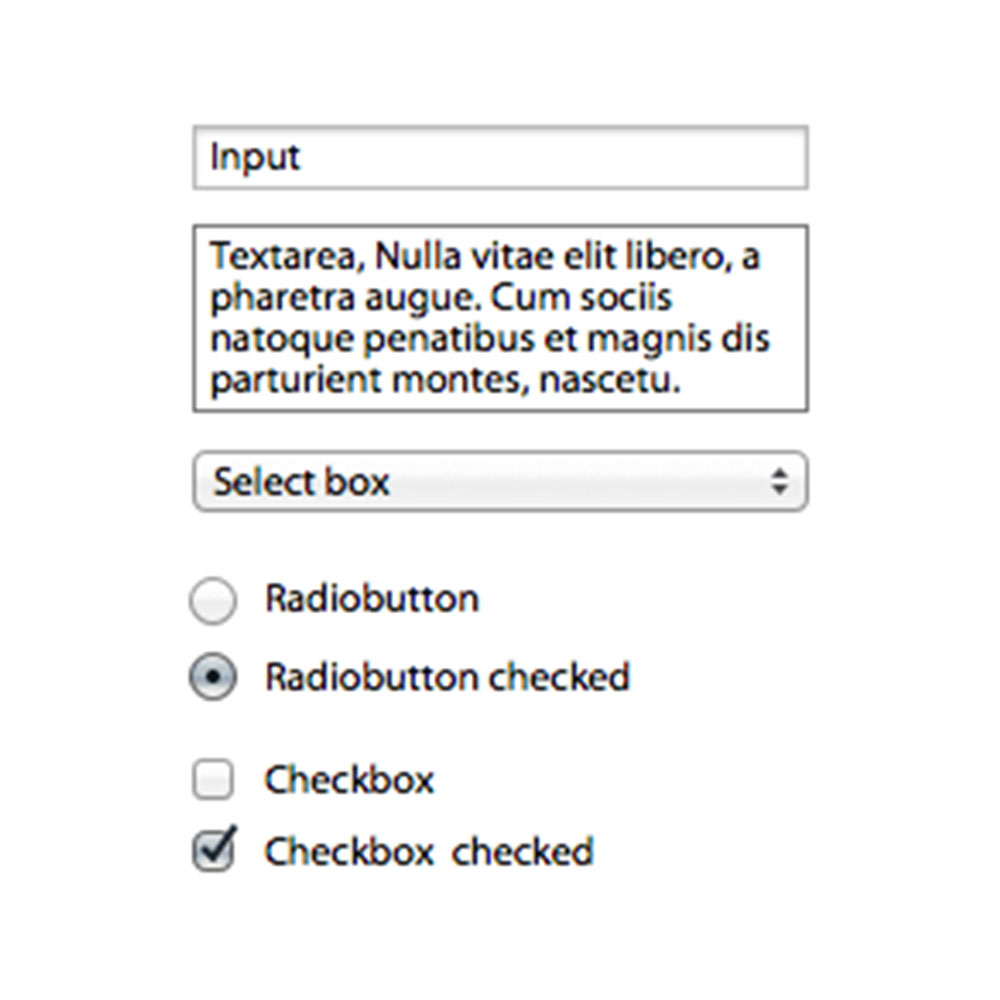 Input
Textarea, Nulla vitae elit libero, a
pharetra augue. Cum sociis
natoque penatibus et magnis dis
parturient montes, nascetu.
Select box
Radiobutton
Radiobutton checked
Checkbox
Checkbox  checked